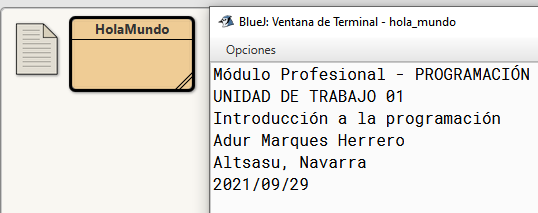 HolaMundo
BlueJ: Ventana de Terminal - hola_mundo
Opciones
Módulo Profesional - PROGRAMACIÓN
UNIDAD DE TRABAJO 01
Introducción a la programación
Adur Marques Herrero
Altsasu, Navarra
2021/09/29